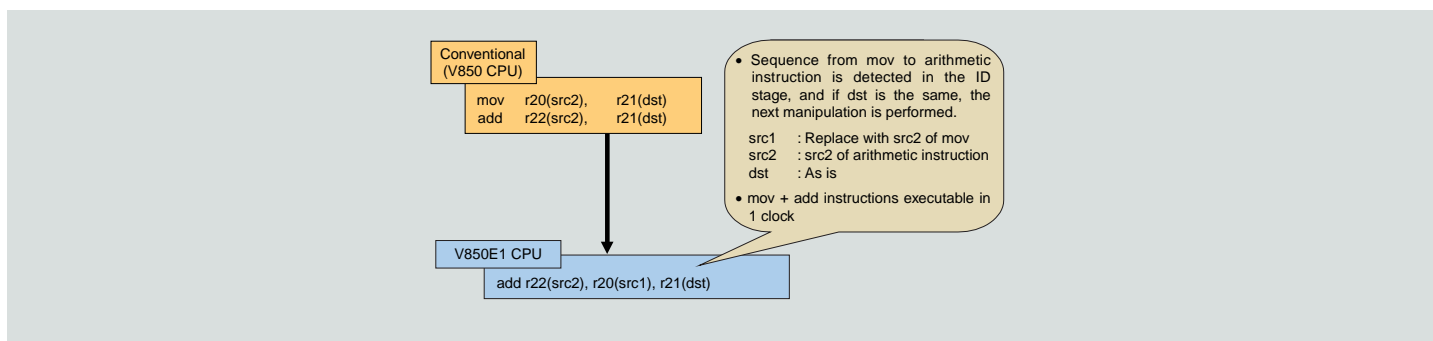 Conventional
(V850 CPU)
mov r20(src2), r21(dst)
add r22(src2), r21(dst)
• Sequence from mov to arithmetic
instruction is detected in the ID
stage, and if dst is the same, the
next manipulation is performed.
src1 : Replace with src2 of mov
src2 : src2 of arithmetic instruction
dst : As is
• mov + add instructions executable in
1 clock
V850E1 CPU
add r22(src2), r20(src1), r21(dst)